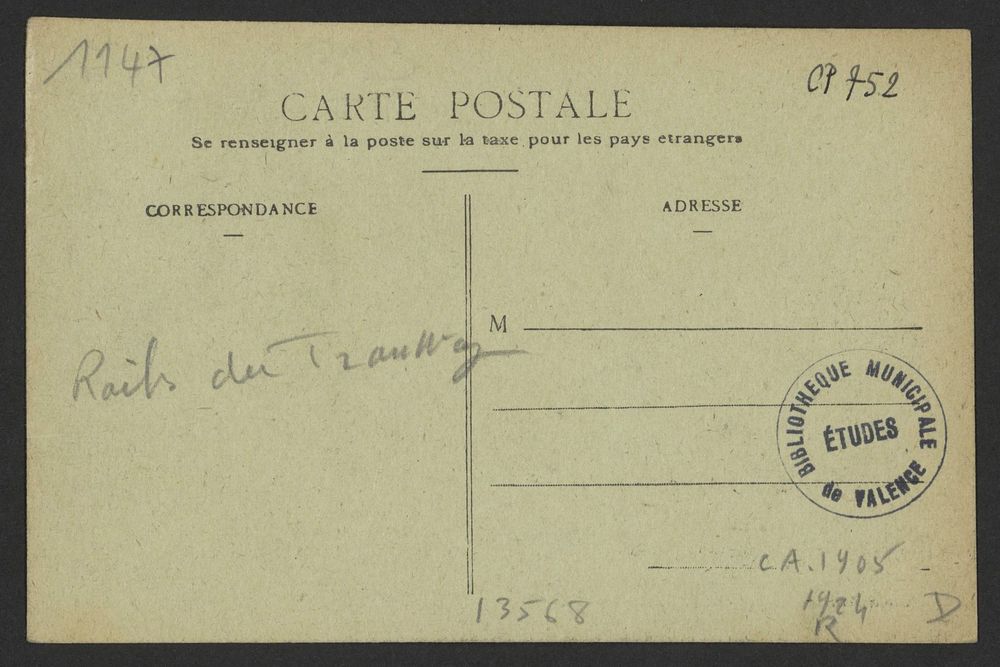 1147
CP 752
CARTE POSTALE
Se renseigner à la poste sur la taxe pour les pays etrangers
CORRESPONDANCE
ADRESSE
M
Rails du Tramway
BIBLIOTHEQUE MUNICIPALE
ÉTUDES
de VALENCE
CA.1905
13568
R
D